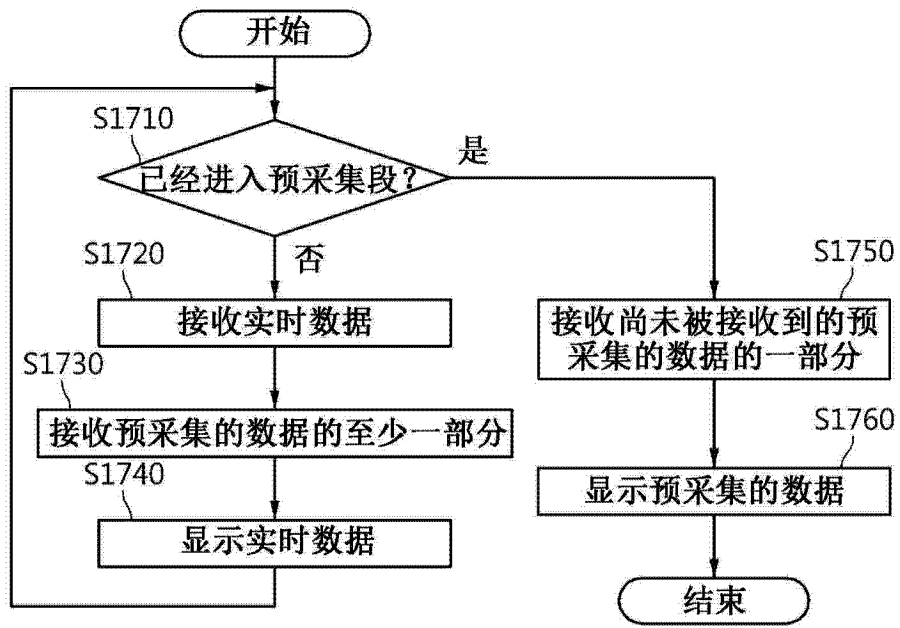 开始
S1710
已经进入预采集段?
是
否
S1720
接收实时数据
S1730
接收预采集的数据的至少一部分
S1740
显示实时数据
S1750
接收尚未被接收到的预
采集的数据的一部分
S1760
显示预采集的数据
结束